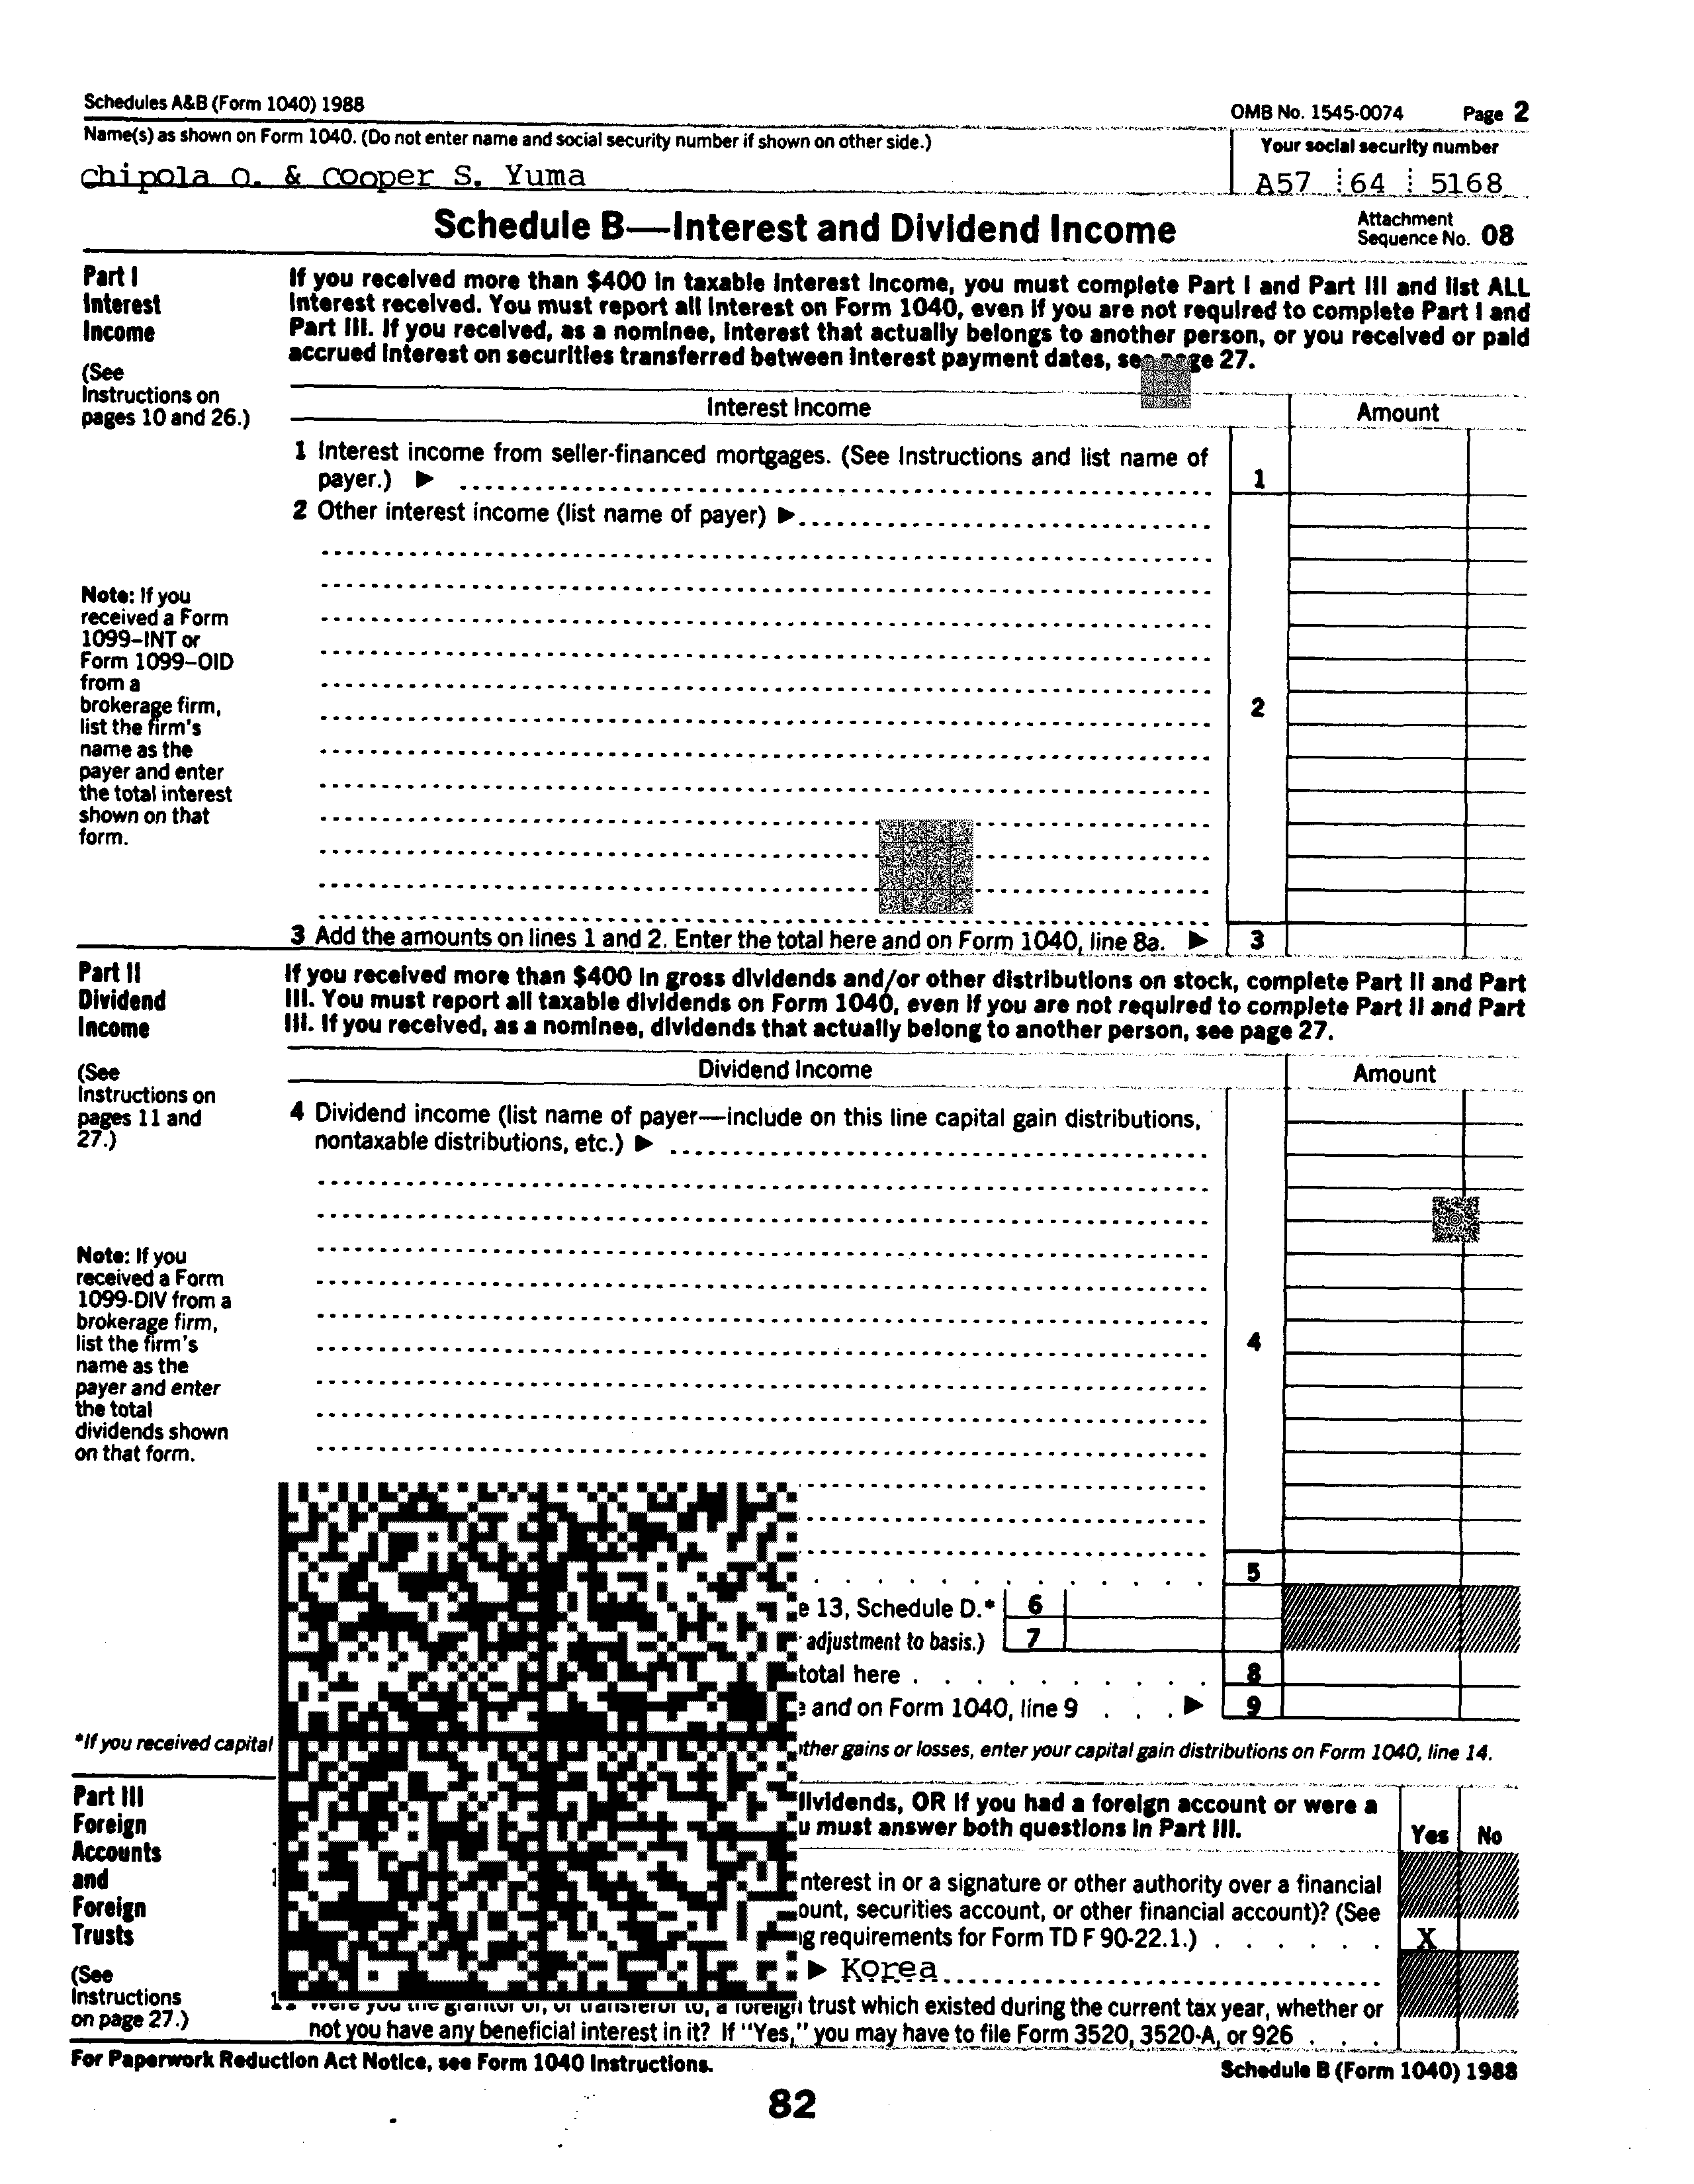 Schedules A&B (Form 1040) 1988
OMB No. 1545-0074 Page 2
Name(s) as shown on Form 1040. (Do not enter name and social security number if shown on other side.)
Your social security number
Chipola O. & Cooper S. Yuma
A57 64 5168
Schedule B—Interest and Dividend Income
Attachment
Sequence No. 08
Part I
Interest
Income
(See
Instructions on
pages 10 and 26.)
If you received more than $400 in taxable interest income, you must complete Part I and Part III and list ALL
interest received. You must report all interest on Form 1040, even if you are not required to complete Part I and
Part III. If you received, as a nominee, interest that actually belongs to another person, or you received or paid
accrued interest on securities transferred between interest payment dates, see page 27.
Interest Income
Amount
1 Interest income from seller-financed mortgages. (See Instructions and list name of
payer.) ▶
1
2 Other interest income (list name of payer) ▶
Note: If you
received a Form
1099–INT or
Form 1099–OID
from a
brokerage firm,
list the firm's
name as the
payer and enter
the total interest
shown on that
form.
2
3 Add the amounts on lines 1 and 2. Enter the total here and on Form 1040, line 8a. ▶ 3
Part II
Dividend
Income
(See
Instructions on
pages 11 and
27.)
If you received more than $400 in gross dividends and/or other distributions on stock, complete Part II and Part
III. You must report all taxable dividends on Form 1040, even if you are not required to complete Part II and Part
III. If you received, as a nominee, dividends that actually belong to another person, see page 27.
Dividend Income
Amount
4 Dividend income (list name of payer—include on this line capital gain distributions,
nontaxable distributions, etc.) ▶
Note: If you
received a Form
1099-DIV from a
brokerage firm,
list the firm's
name as the
payer and enter
the total
dividends shown
on that form.
4
5
13, Schedule D.* 6
adjustment to basis.) 7
total here 8
and on Form 1040, line 9 ▶ 9
*If you received capital
gains or losses, enter your capital gain distributions on Form 1040, line 14.
Part III
Foreign
Accounts
and
Foreign
Trusts
(See
Instructions
on page 27.)
OR if you had a foreign account or were a
must answer both questions in Part III.
Yes No
in or a signature or other authority over a financial
securities account, or other financial account)? (See
requirements for Form TD F 90-22.1.) X
▶ Korea
foreign trust which existed during the current tax year, whether or
not you have any beneficial interest in it? If "Yes," you may have to file Form 3520, 3520-A, or 926
For Paperwork Reduction Act Notice, see Form 1040 Instructions.
Schedule B (Form 1040) 1988
82